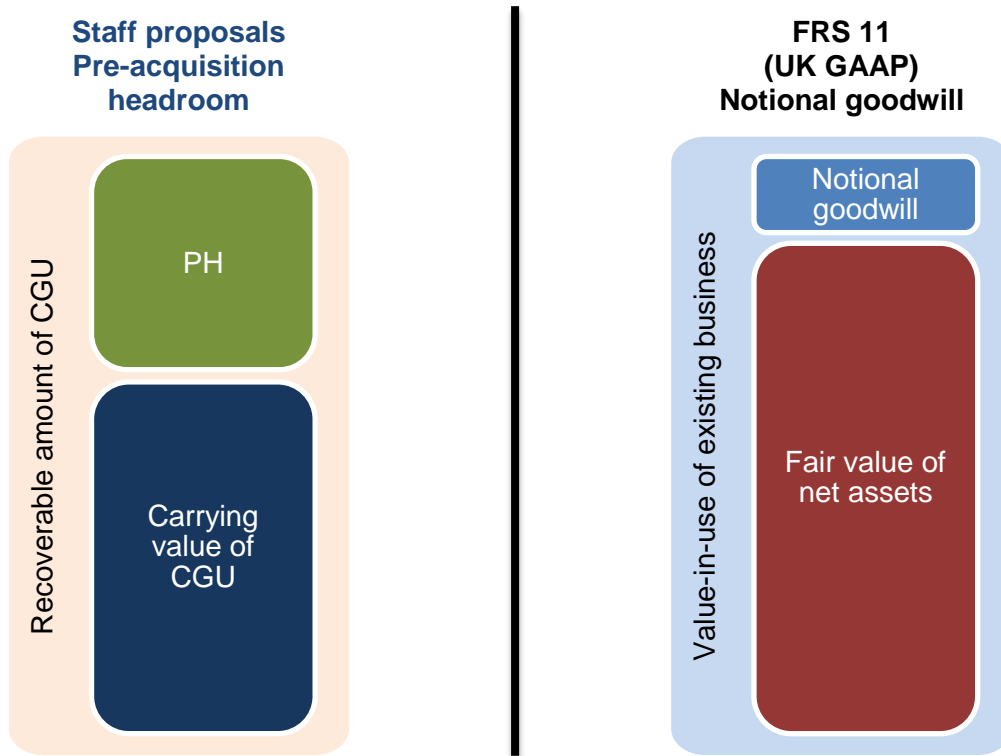 Staff proposals
Pre-acquisition
headroom
Recoverable amount of CGU
PH
Carrying
value of
CGU
FRS 11
(UK GAAP)
Notional goodwill
Value-in-use of existing business
Notional
goodwill
Fair value of
net assets